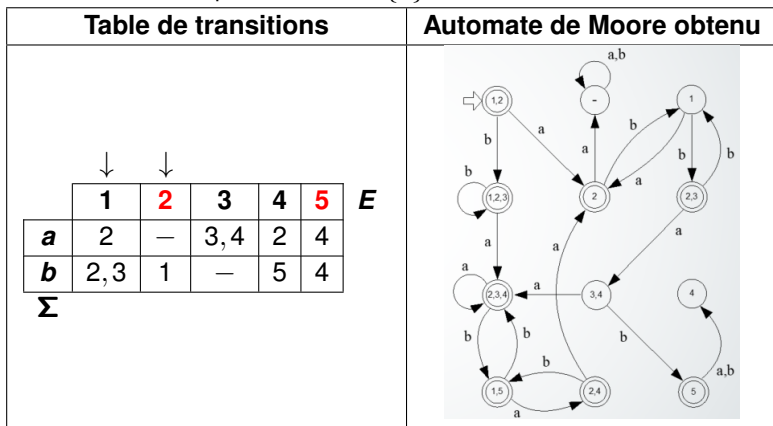 Table de transitions
Automate de Moore obtenu
↓ ↓
1 2 3 4 5 E
a 2 − 3,4 2 4
b 2,3 1 − 5 4
Σ
a,b
1,2 - 1
b a a b a b b
b
1,2,3 2 2,3
a a a
a
2,3,4 a 3,4 4
b b b b a,b
1,5 a 2,4 5